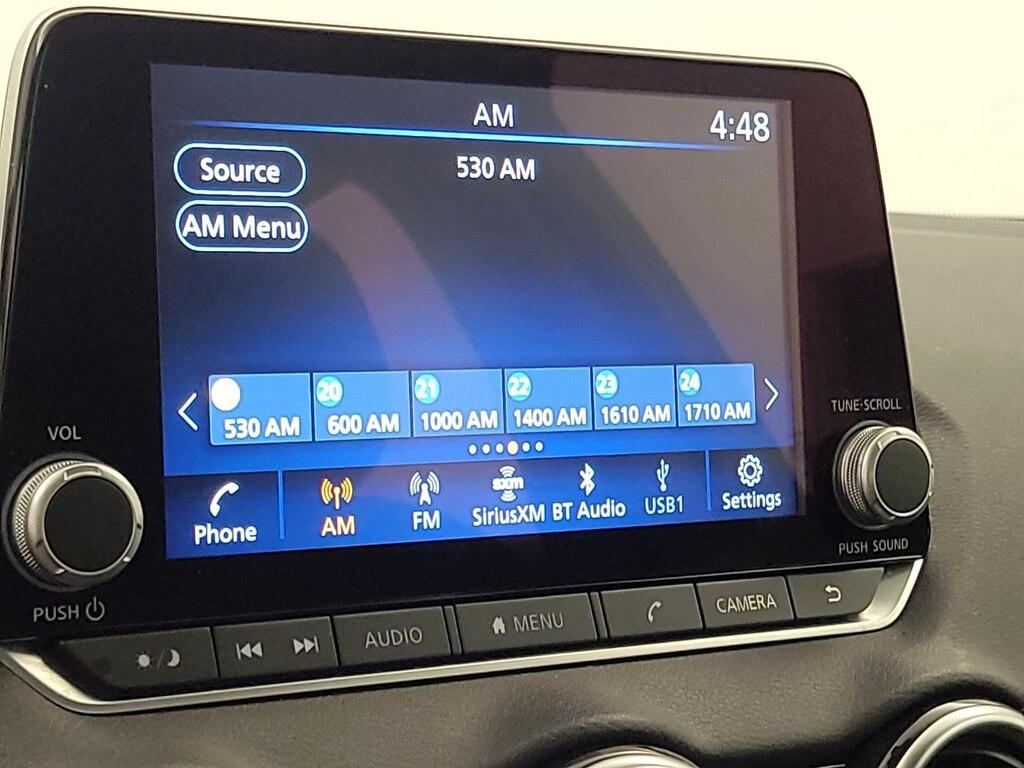 AM
4:48
Source
530 AM
AM Menu
530 AM
20
600 AM
21
1000 AM
22
1400 AM
23
1610 AM
24
1710 AM
Phone
AM
FM
sxm
SiriusXM
BT Audio
USB1
Settings
VOL
PUSH
TUNE·SCROLL
PUSH SOUND
AUDIO
MENU
CAMERA